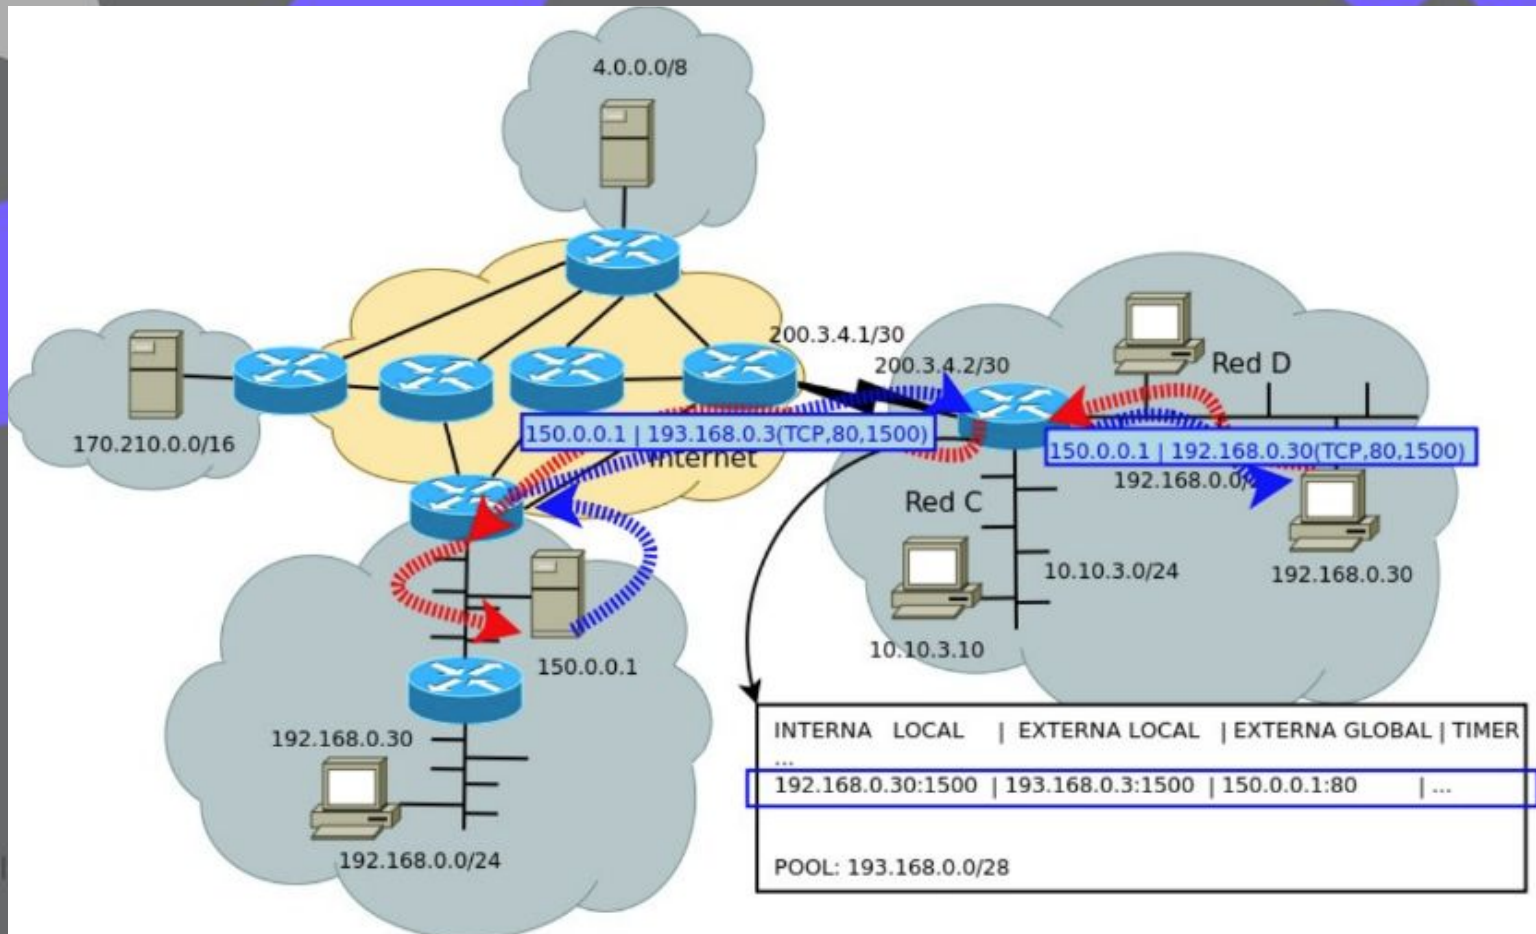 4.0.0.0/8
200.3.4.1/30
200.3.4.2/30
Red D
170.210.0.0/16
150.0.0.1 | 193.168.0.3(TCP,80,1500)
150.0.0.1 | 192.168.0.30(TCP,80,1500)
Internet
192.168.0.0/
Red C
10.10.3.0/24
192.168.0.30
10.10.3.10
150.0.0.1
192.168.0.30
192.168.0.0/24
INTERNA LOCAL | EXTERNA LOCAL | EXTERNA GLOBAL | TIMER
...
192.168.0.30:1500 | 193.168.0.3:1500 | 150.0.0.1:80 | ...
POOL: 193.168.0.0/28